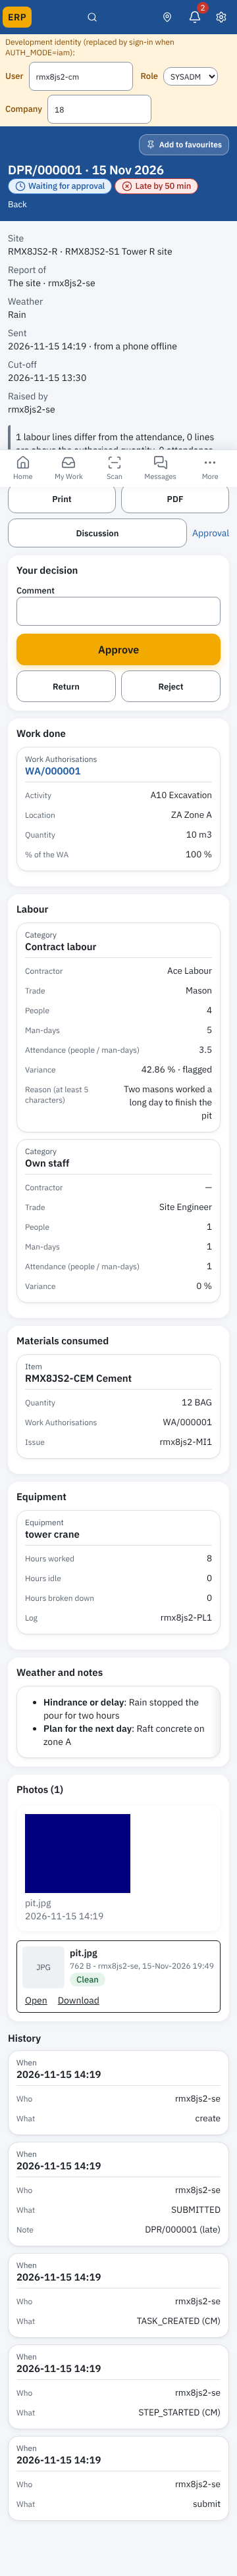 ERP
2
Development identity (replaced by sign-in when
AUTH_MODE=iam):
User rmx8js2-cm Role SYSADM
Company 18
Add to favourites
DPR/000001 · 15 Nov 2026
Waiting for approval Late by 50 min
Back
Site
RMX8JS2-R · RMX8JS2-S1 Tower R site
Report of
The site · rmx8js2-se
Weather
Rain
Sent
2026-11-15 14:19 · from a phone offline
Cut-off
2026-11-15 13:30
Raised by
rmx8js2-se
1 labour lines differ from the attendance, 0 lines
Home My Work Scan Messages More
Print PDF
Discussion Approval
Your decision
Comment
Approve
Return Reject
Work done
Work Authorisations
WA/000001
Activity A10 Excavation
Location ZA Zone A
Quantity 10 m3
% of the WA 100 %
Labour
Category
Contract labour
Contractor Ace Labour
Trade Mason
People 4
Man-days 5
Attendance (people / man-days) 3.5
Variance 42.86 % · flagged
Reason (at least 5 characters) Two masons worked a
long day to finish the
pit
Category
Own staff
Contractor —
Trade Site Engineer
People 1
Man-days 1
Attendance (people / man-days) 1
Variance 0 %
Materials consumed
Item
RMX8JS2-CEM Cement
Quantity 12 BAG
Work Authorisations WA/000001
Issue rmx8js2-MI1
Equipment
Equipment
tower crane
Hours worked 8
Hours idle 0
Hours broken down 0
Log rmx8js2-PL1
Weather and notes
• Hindrance or delay: Rain stopped the
pour for two hours
• Plan for the next day: Raft concrete on
zone A
Photos (1)
pit.jpg
2026-11-15 14:19
JPG pit.jpg
762 B - rmx8js2-se, 15-Nov-2026 19:49
Clean
Open Download
History
When
2026-11-15 14:19
Who rmx8js2-se
What create
When
2026-11-15 14:19
Who rmx8js2-se
What SUBMITTED
Note DPR/000001 (late)
When
2026-11-15 14:19
Who rmx8js2-se
What TASK_CREATED (CM)
When
2026-11-15 14:19
Who rmx8js2-se
What STEP_STARTED (CM)
When
2026-11-15 14:19
Who rmx8js2-se
What submit